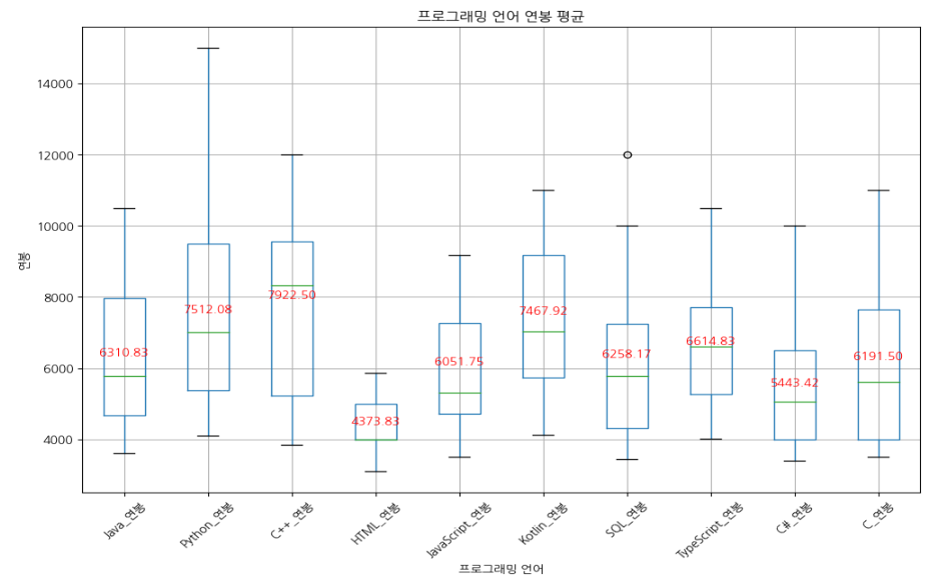 프로그래밍 언어 연봉 평균
14000
12000
10000
8000
6000
4000
연봉
6310.83
7512.08
7922.50
4373.83
6051.75
7467.92
6258.17
6614.83
5443.42
6191.50
Java_연봉
Python_연봉
C++_연봉
HTML_연봉
JavaScript_연봉
Kotlin_연봉
SQL_연봉
TypeScript_연봉
C#_연봉
C_연봉
프로그래밍 언어